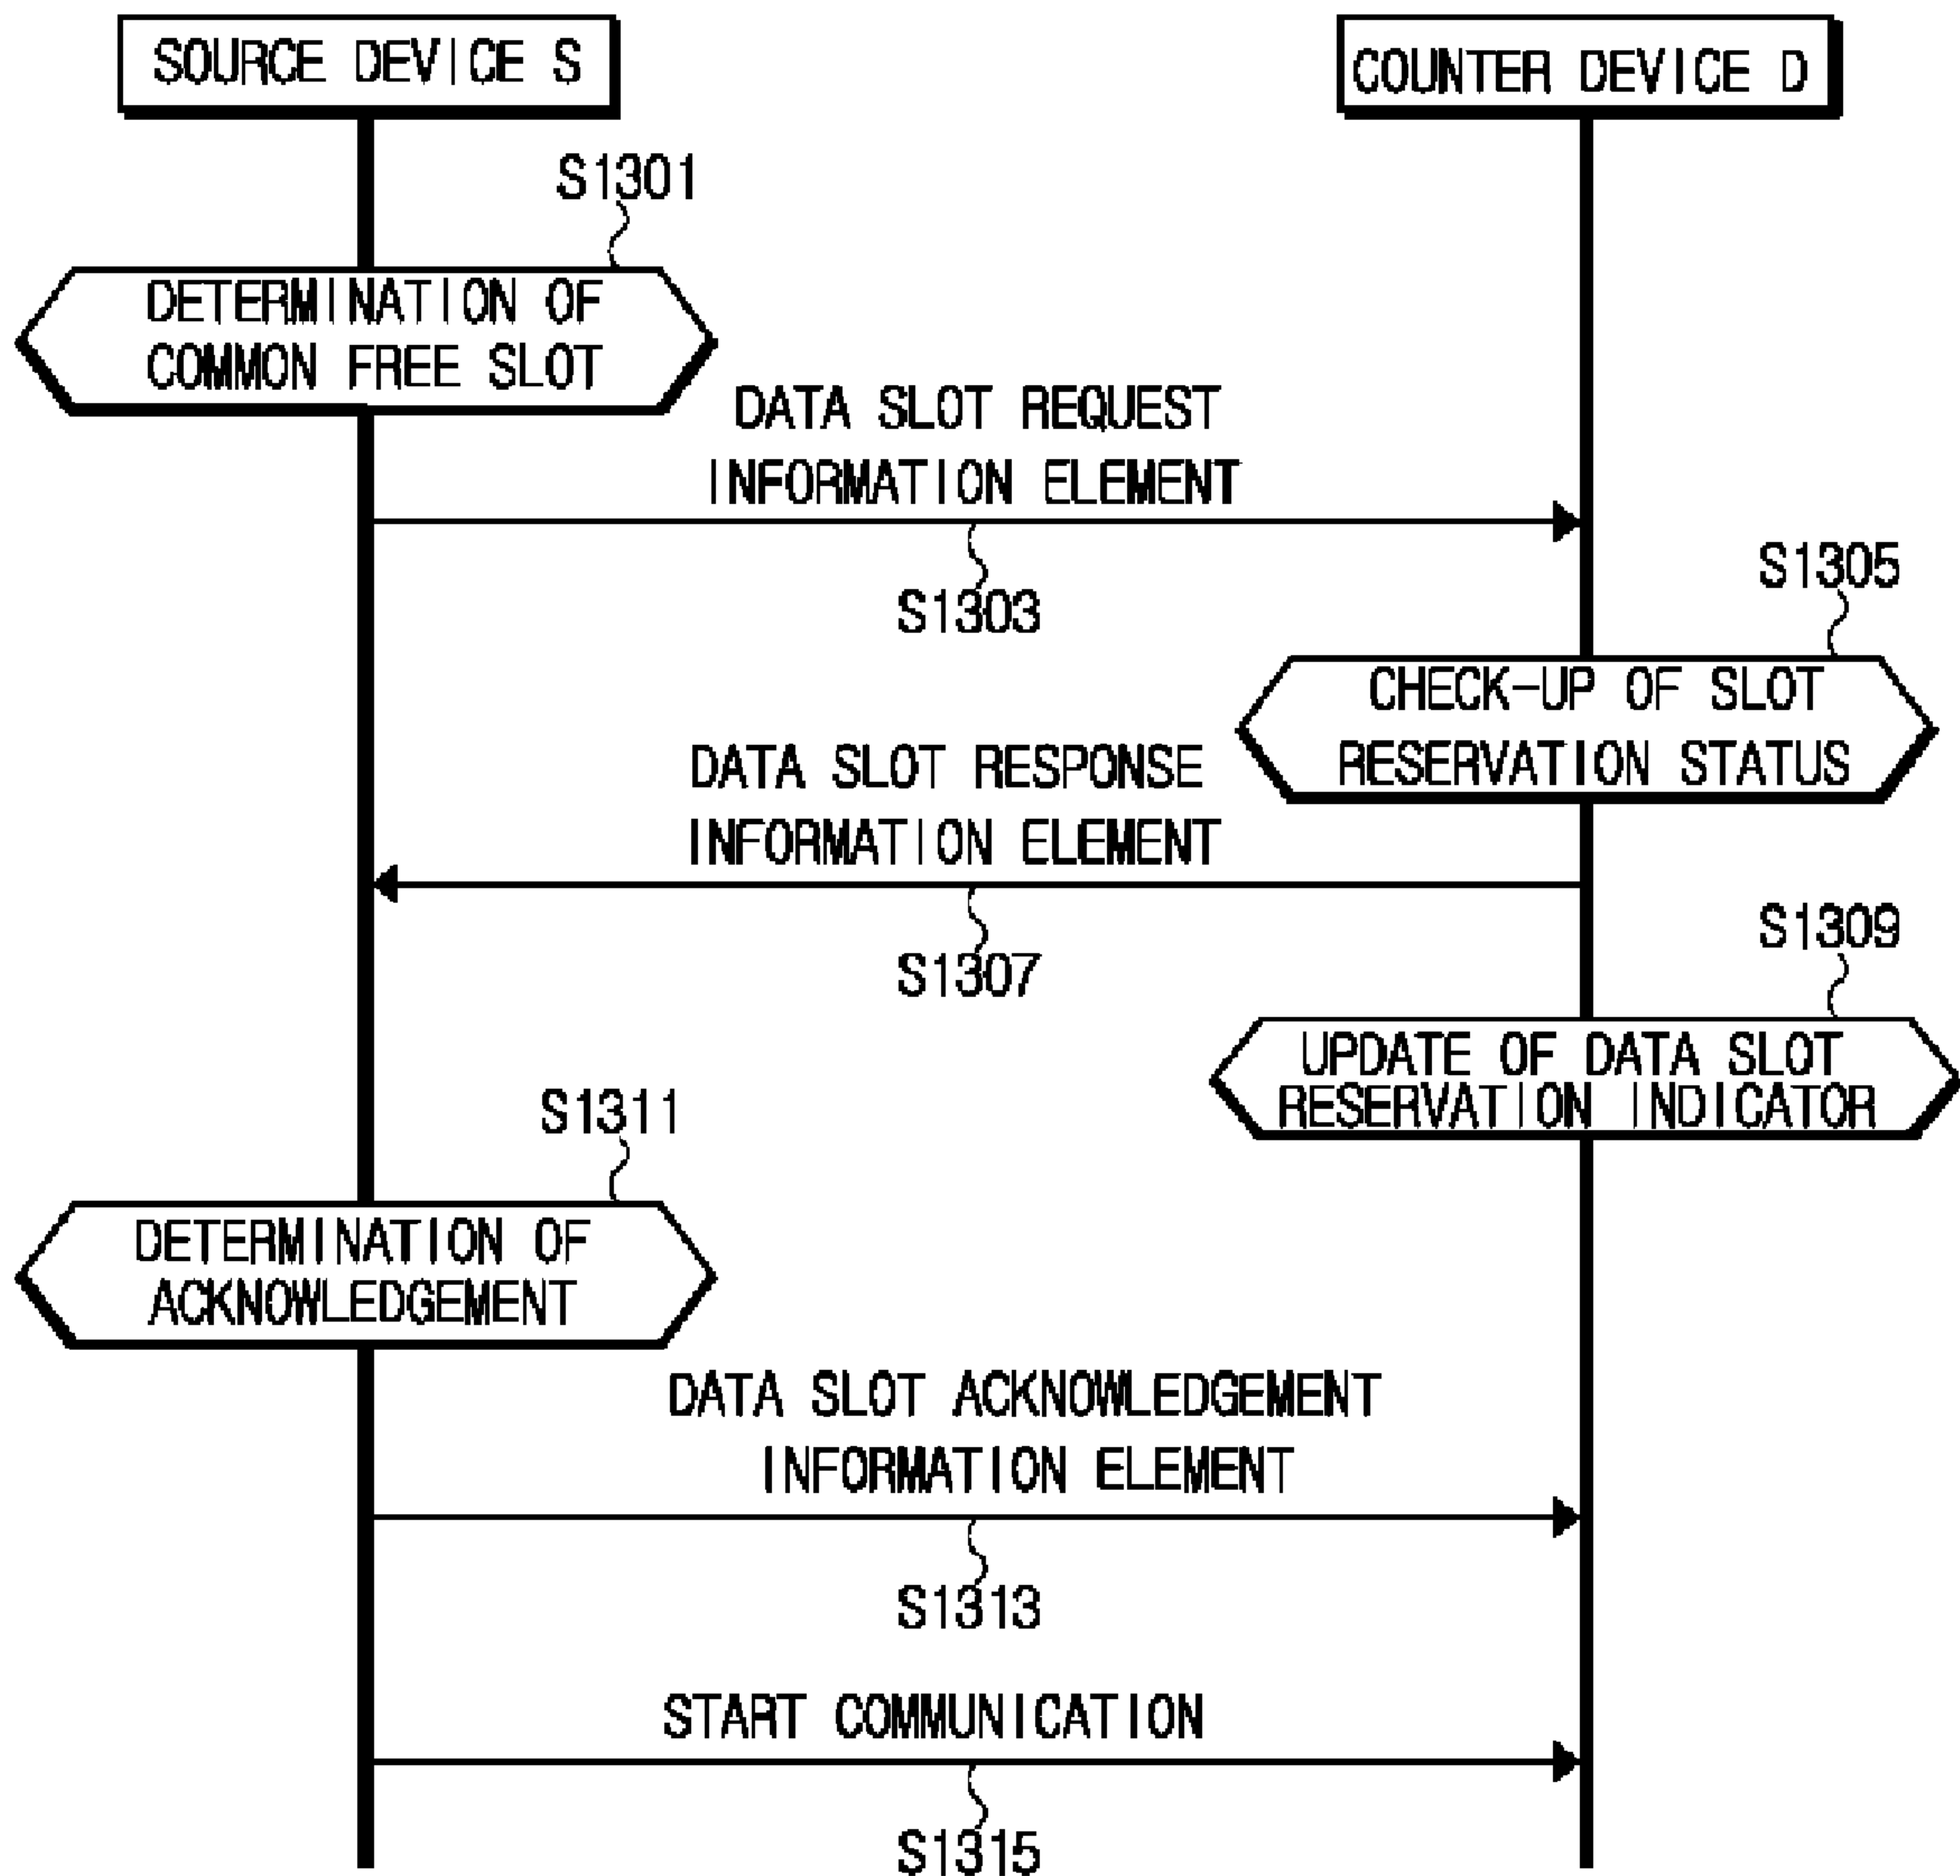 SOURCE DEVICE S
COUNTER DEVICE D
S1301
DETERMINATION OF
COMMON FREE SLOT
DATA SLOT REQUEST
INFORMATION ELEMENT
S1303
S1305
CHECK-UP OF SLOT
RESERVATION STATUS
DATA SLOT RESPONSE
INFORMATION ELEMENT
S1307
S1309
UPDATE OF DATA SLOT
RESERVATION INDICATOR
S1311
DETERMINATION OF
ACKNOWLEDGEMENT
DATA SLOT ACKNOWLEDGEMENT
INFORMATION ELEMENT
S1313
START COMMUNICATION
S1315